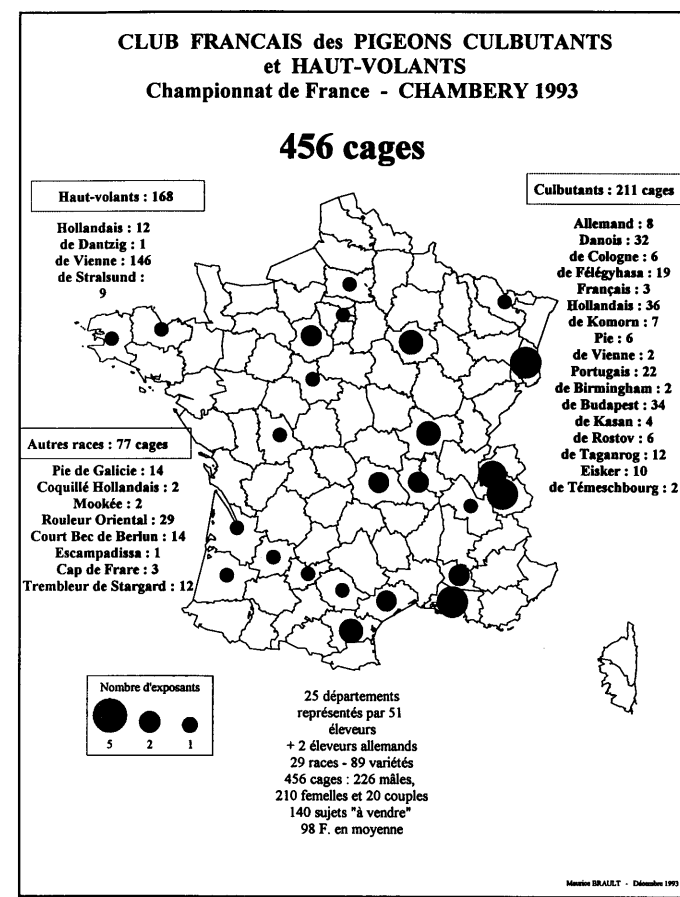 CLUB FRANCAIS des PIGEONS CULBUTANTS
et HAUT-VOLANTS
Championnat de France - CHAMBERY 1993
456 cages
Haut-volants : 168
Hollandais : 12
de Dantzig : 1
de Vienne : 146
de Stralsund :
9
Culbutants : 211 cages
Allemand : 8
Danois : 32
de Cologne : 6
de Félégyhasa : 19
Français : 3
Hollandais : 36
de Komorn : 7
Pie : 6
de Vienne : 2
Portugais : 22
de Birmingham : 2
de Budapest : 34
de Kasan : 4
de Rostov : 6
de Taganrog : 12
Eisker : 10
de Témeschbourg : 2
Autres races : 77 cages
Pie de Galicie : 14
Coquillé Hollandais : 2
Mookée : 2
Rouleur Oriental : 29
Court Bec de Berlun : 14
Escampadissa : 1
Cap de Frare : 3
Trembleur de Stargard : 12
Nombre d'exposants
5 2 1
25 départements
représentés par 51
éleveurs
+ 2 éleveurs allemands
29 races - 89 variétés
456 cages : 226 mâles,
210 femelles et 20 couples
140 sujets "à vendre"
98 F. en moyenne
Maurice BRAULT - Décembre 1993